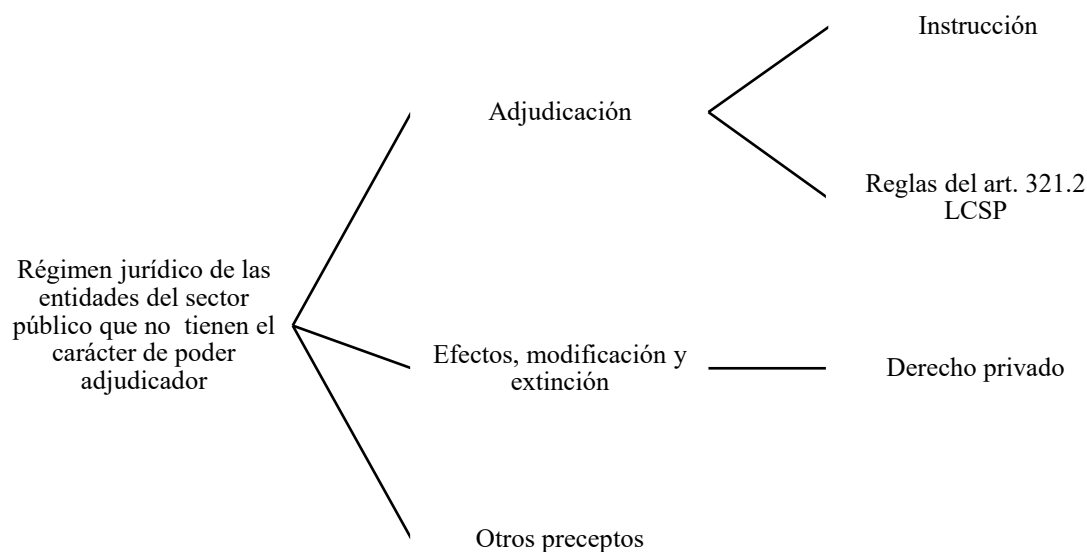 Régimen jurídico de las
entidades del sector
público que no tienen el
carácter de poder
adjudicador
Adjudicación
Instrucción
Reglas del art. 321.2
LCSP
Efectos, modificación y
extinción
Derecho privado
Otros preceptos